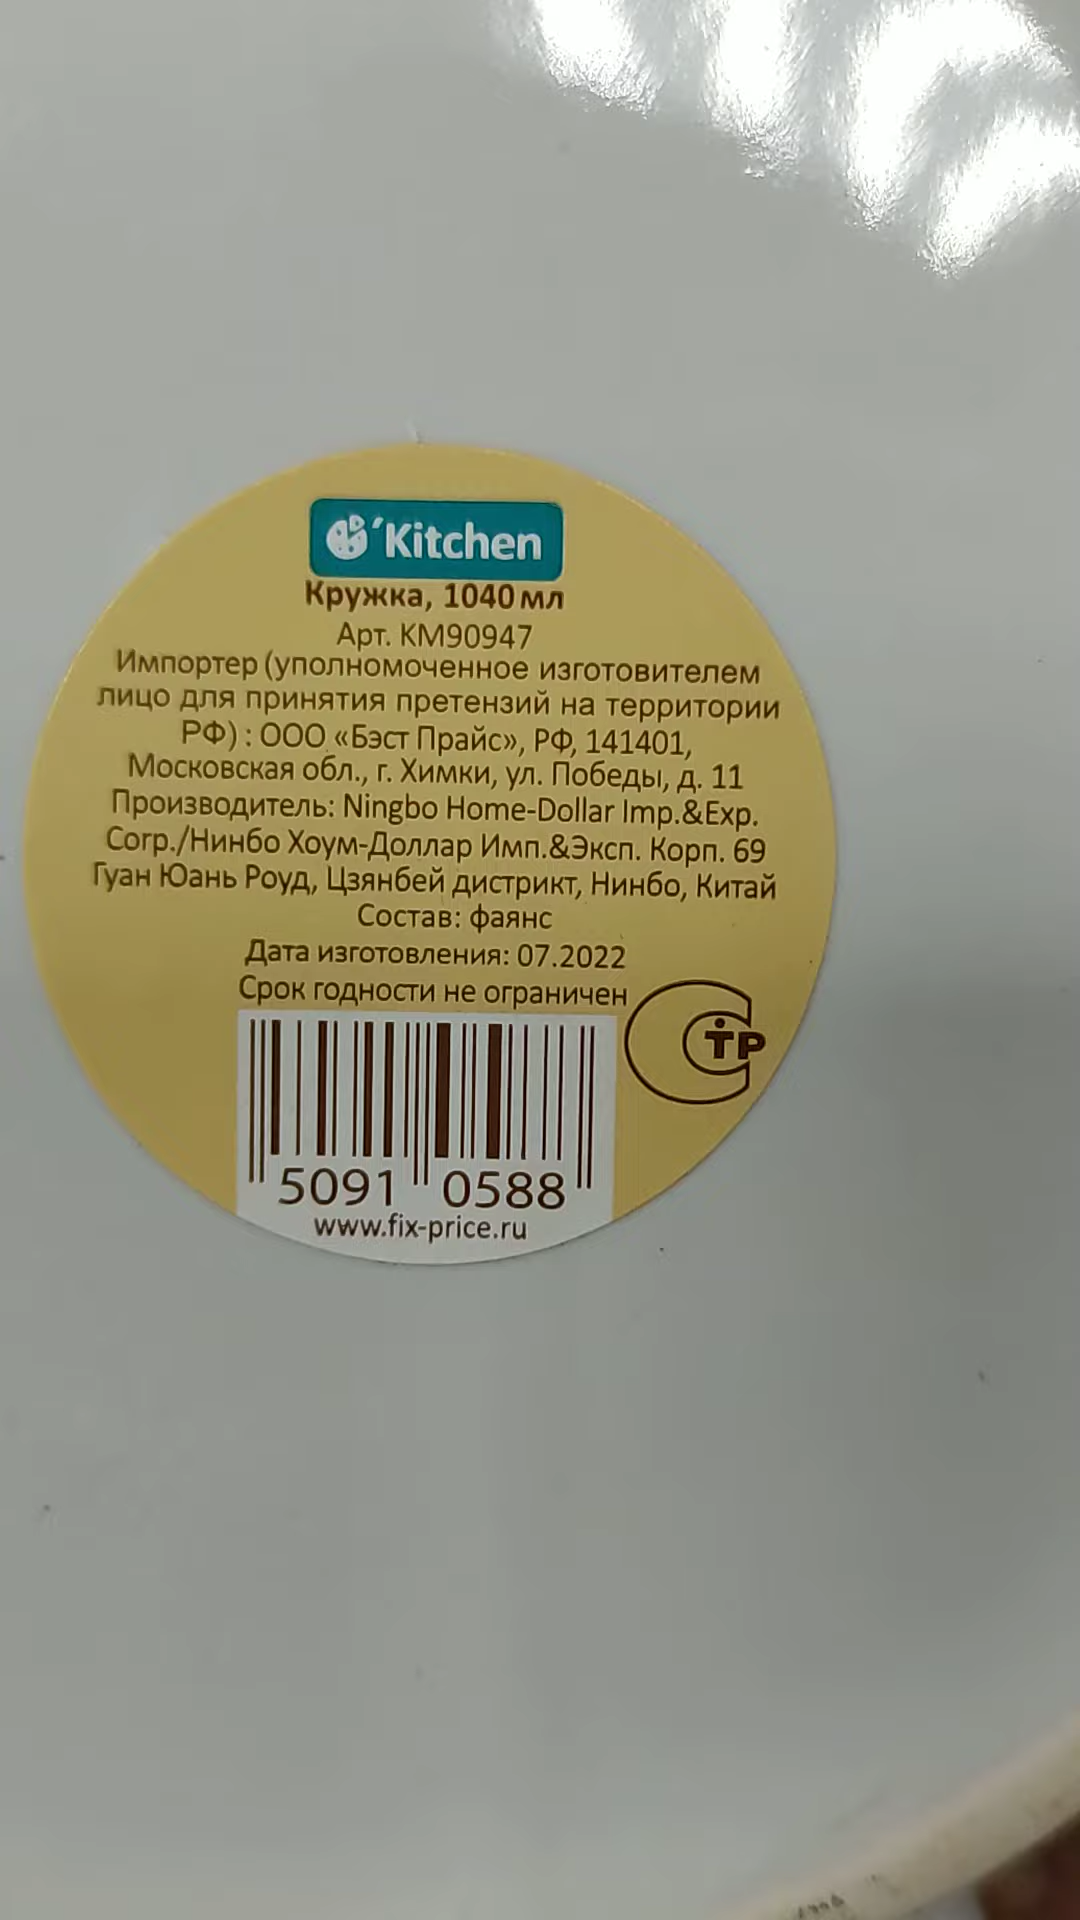 D'Kitchen
Кружка, 1040 мл
Арт. KM90947
Импортер (уполномоченное изготовителем
лицо для принятия претензий на территории
РФ) : ООО «Бэст Прайс», РФ, 141401,
Московская обл., г. Химки, ул. Победы, д. 11
Производитель: Ningbo Home-Dollar Imp.&Exp.
Corp./Нинбо Хоум-Доллар Имп.&Эксп. Корп. 69
Гуан Юань Роуд, Цзянбей дистрикт, Нинбо, Китай
Состав: фаянс
Дата изготовления: 07.2022
Срок годности не ограничен
СТР
5091 0588
www.fix-price.ru